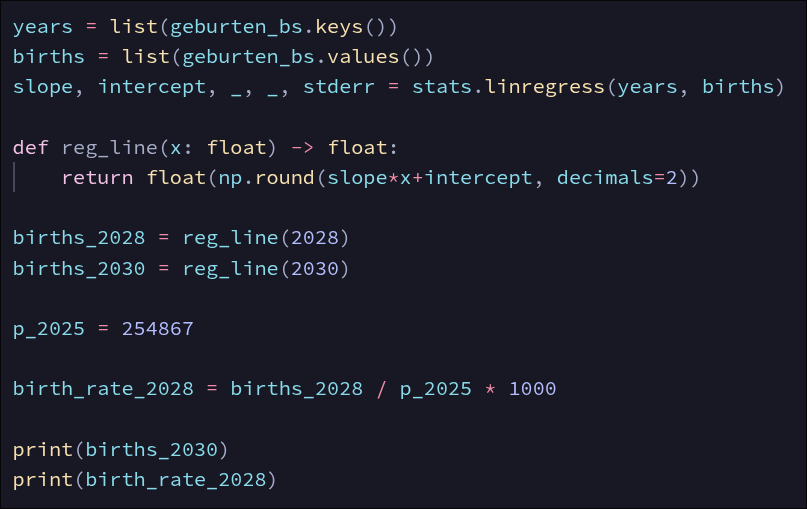 years = list(geburten_bs.keys())
births = list(geburten_bs.values())
slope, intercept, _, _, stderr = stats.linregress(years, births)
def reg_line(x: float) -> float:
    return float(np.round(slope*x+intercept, decimals=2))
births_2028 = reg_line(2028)
births_2030 = reg_line(2030)
p_2025 = 254867
birth_rate_2028 = births_2028 / p_2025 * 1000
print(births_2030)
print(birth_rate_2028)